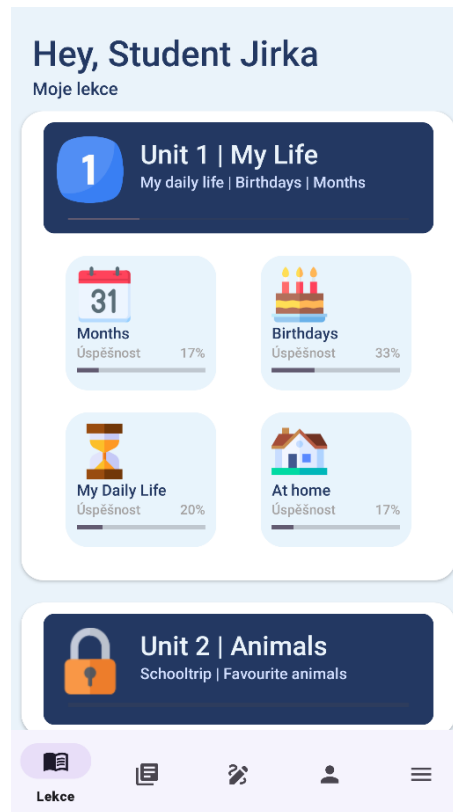 Hey, Student Jirka
Moje lekce
1
Unit 1 | My Life
My daily life | Birthdays | Months
31
Months
Úspěšnost 17%
Birthdays
Úspěšnost 33%
My Daily Life
Úspěšnost 20%
At home
Úspěšnost 17%
Unit 2 | Animals
Schooltrip | Favourite animals
Lekce